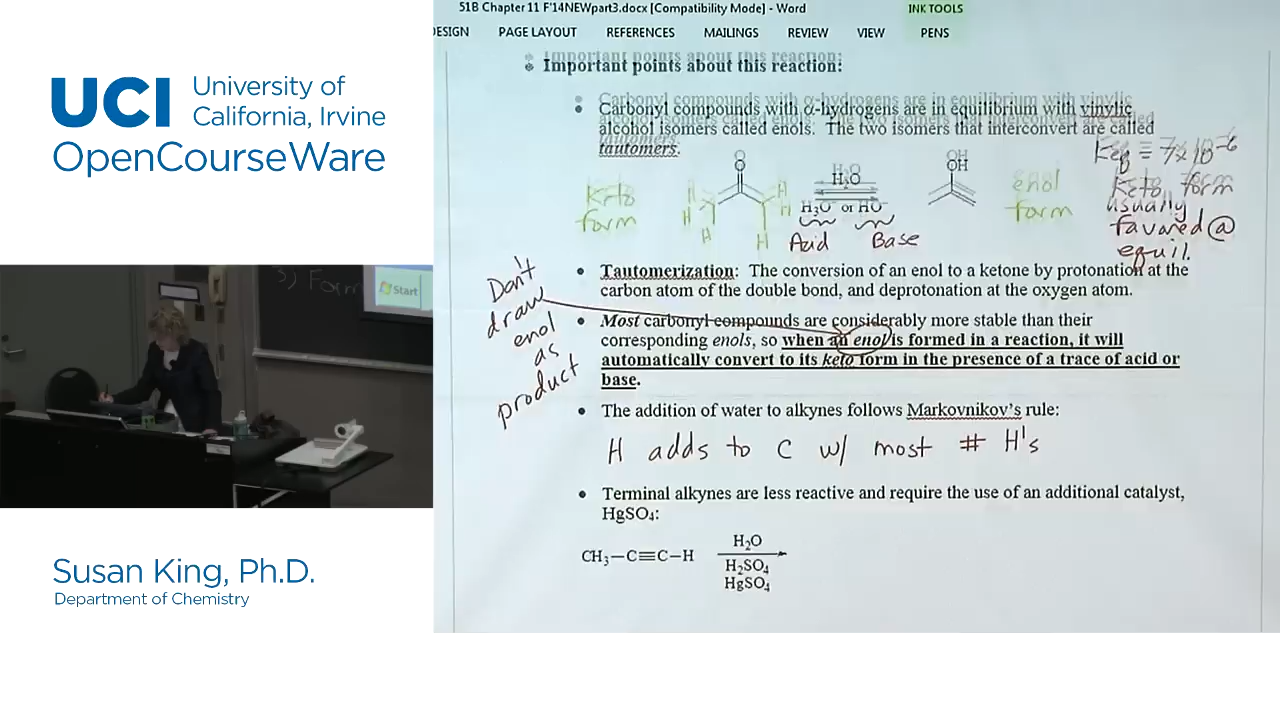 UCI University of
California, Irvine
OpenCourseWare
51B Chapter 11 F'14NEWpart3.docx [Compatibility Mode] - Word
INK TOOLS
ESIGN PAGE LAYOUT REFERENCES MAILINGS REVIEW VIEW PENS
Important points about this reaction:
Carbonyl compounds with α-hydrogens are in equilibrium with vinylic
alcohol isomers called enols. The two isomers that interconvert are called
tautomers.
Keq = 7x10-6
keto
form
O
H H H H H
H2O
H3O+ or HO-
Acid Base
OH
enol
form
Keto form
usually
favored @
equil.
Don't
draw
enol
as
product
Tautomerization: The conversion of an enol to a ketone by protonation at the
carbon atom of the double bond, and deprotonation at the oxygen atom.
Most carbonyl compounds are considerably more stable than their
corresponding enols, so when an enol is formed in a reaction, it will
automatically convert to its keto form in the presence of a trace of acid or
base.
The addition of water to alkynes follows Markovnikov's rule:
H adds to C w/ most # H's
Terminal alkynes are less reactive and require the use of an additional catalyst,
HgSO4:
CH3–C≡C–H
H2O
H2SO4
HgSO4
3) Form
Start
Susan King, Ph.D.
Department of Chemistry